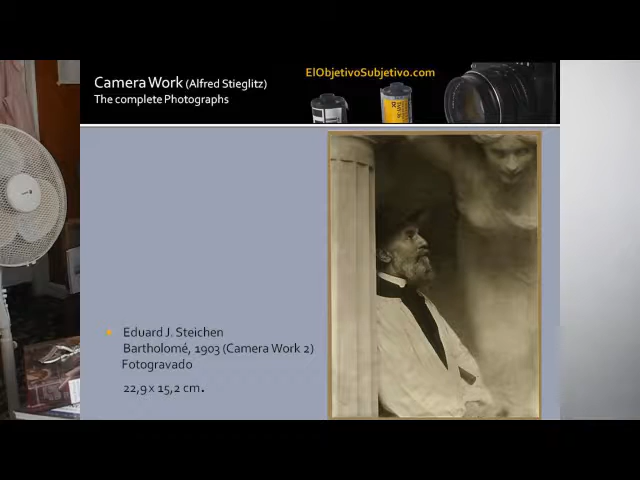 ElObjetivoSubjetivo.com
Camera Work (Alfred Stieglitz)
The complete Photographs
Eduard J. Steichen
Bartholomé, 1903 (Camera Work 2)
Fotogravado
22,9 x 15,2 cm.